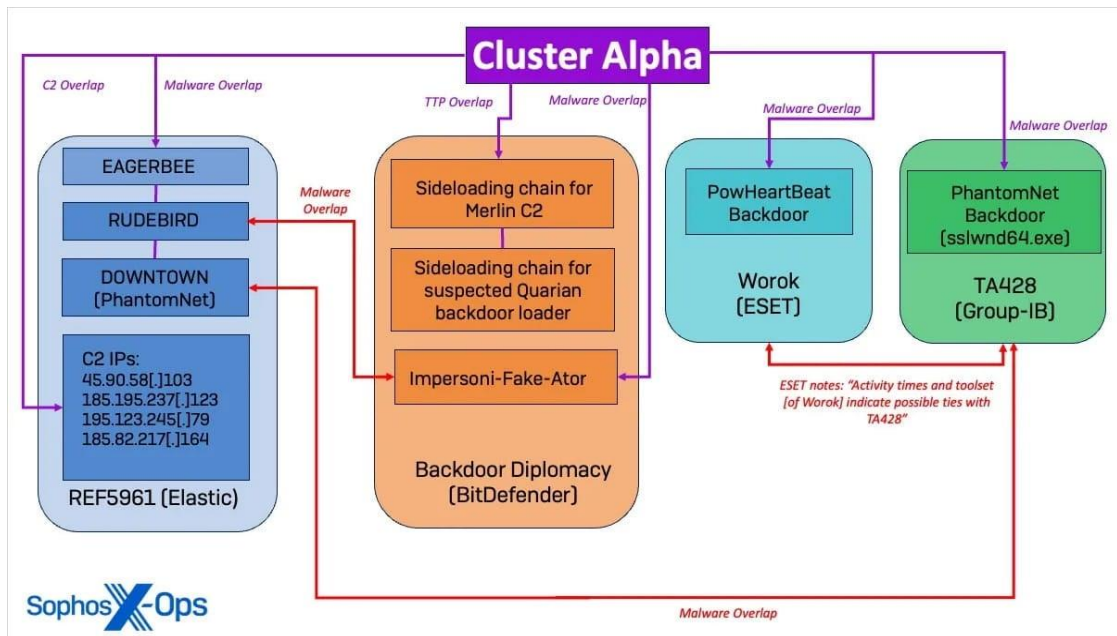 Cluster Alpha
C2 Overlap
Malware Overlap
TTP Overlap
Malware Overlap
Malware Overlap
Malware Overlap
EAGERBEE
RUDEBIRD
DOWNTOWN
(PhantomNet)
C2 IPs:
45.90.58[.]103
185.195.237[.]123
195.123.245[.]79
185.82.217[.]164
REF5961 (Elastic)
Malware
Overlap
Sideloading chain for
Merlin C2
Sideloading chain for
suspected Quarian
backdoor loader
Impersoni-Fake-Ator
Backdoor Diplomacy
(BitDefender)
PowHeartBeat
Backdoor
Worok
(ESET)
PhantomNet
Backdoor
(sslwnd64.exe)
TA428
(Group-IB)
ESET notes: “Activity times and toolset
[of Worok] indicate possible ties with
TA428”
Malware Overlap
Sophos X-Ops